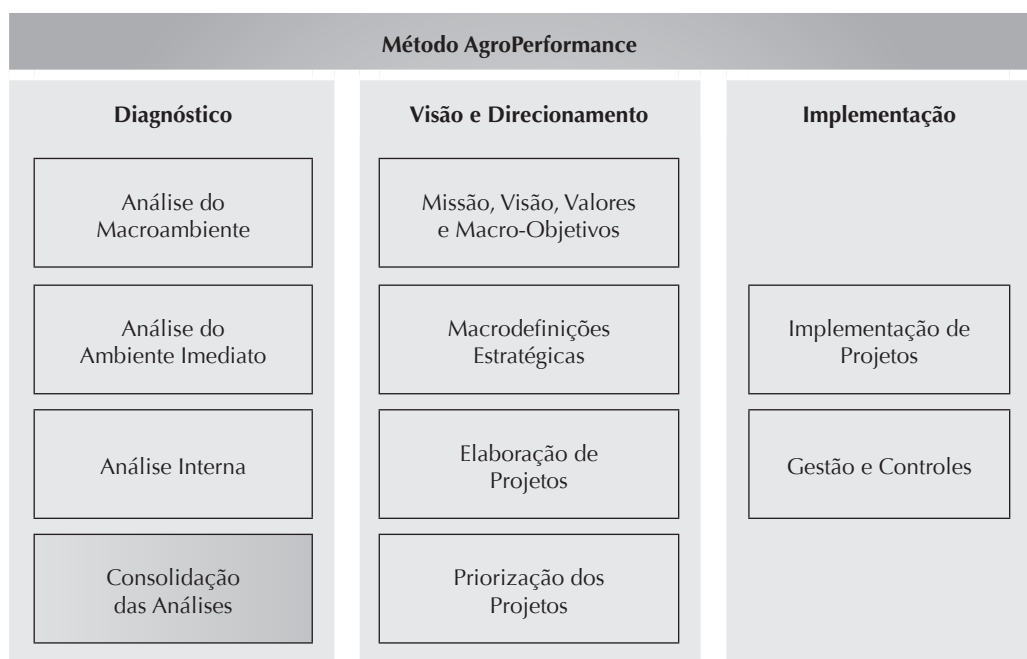 Método AgroPerformance
Diagnóstico
Análise do
Macroambiente
Análise do
Ambiente Imediato
Análise Interna
Consolidação
das Análises
Visão e Direcionamento
Missão, Visão, Valores
e Macro-Objetivos
Macrodefinições
Estratégicas
Elaboração de
Projetos
Priorização dos
Projetos
Implementação
Implementação de
Projetos
Gestão e Controles